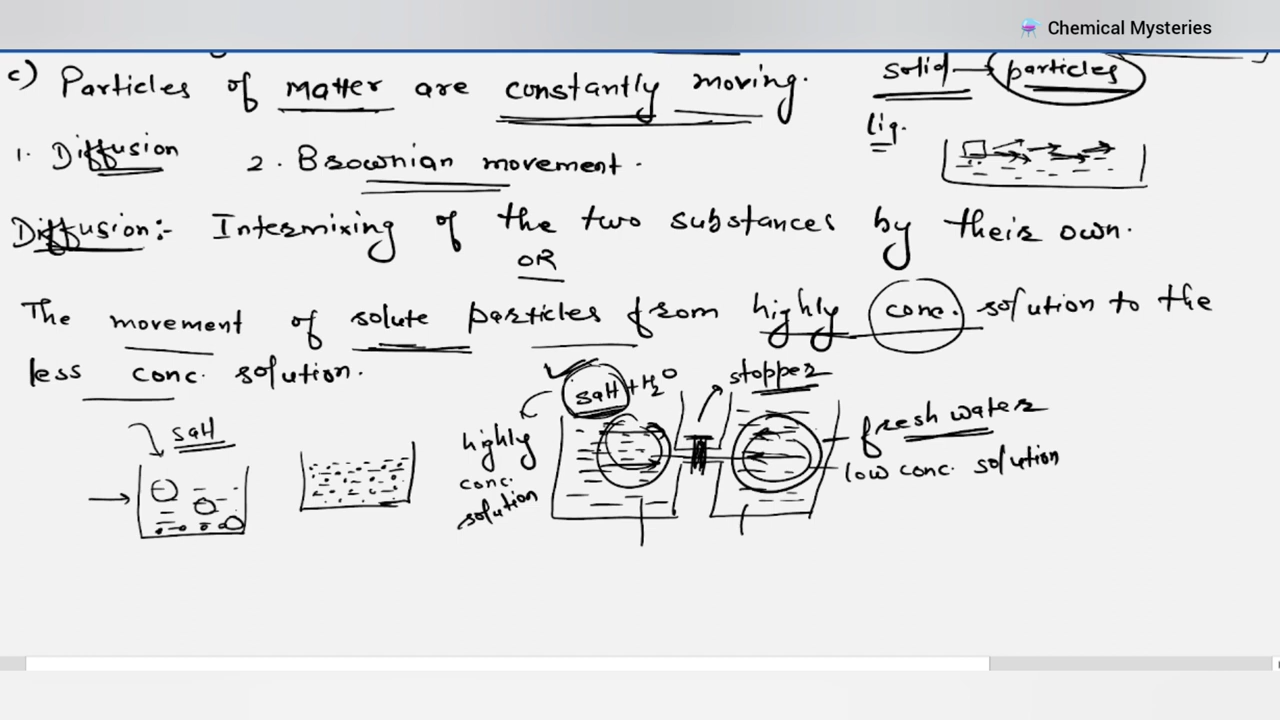 Chemical Mysteries
c) Particles of matter are constantly moving.
solid → particles
liq.
1. Diffusion 2. Brownian movement.
Diffusion:- Intermixing of the two substances by their own.
OR
The movement of solute particles from highly conc. solution to the
less conc. solution.
salt + H2O
stopper
salt
highly
conc.
solution
fresh water
low conc. solution